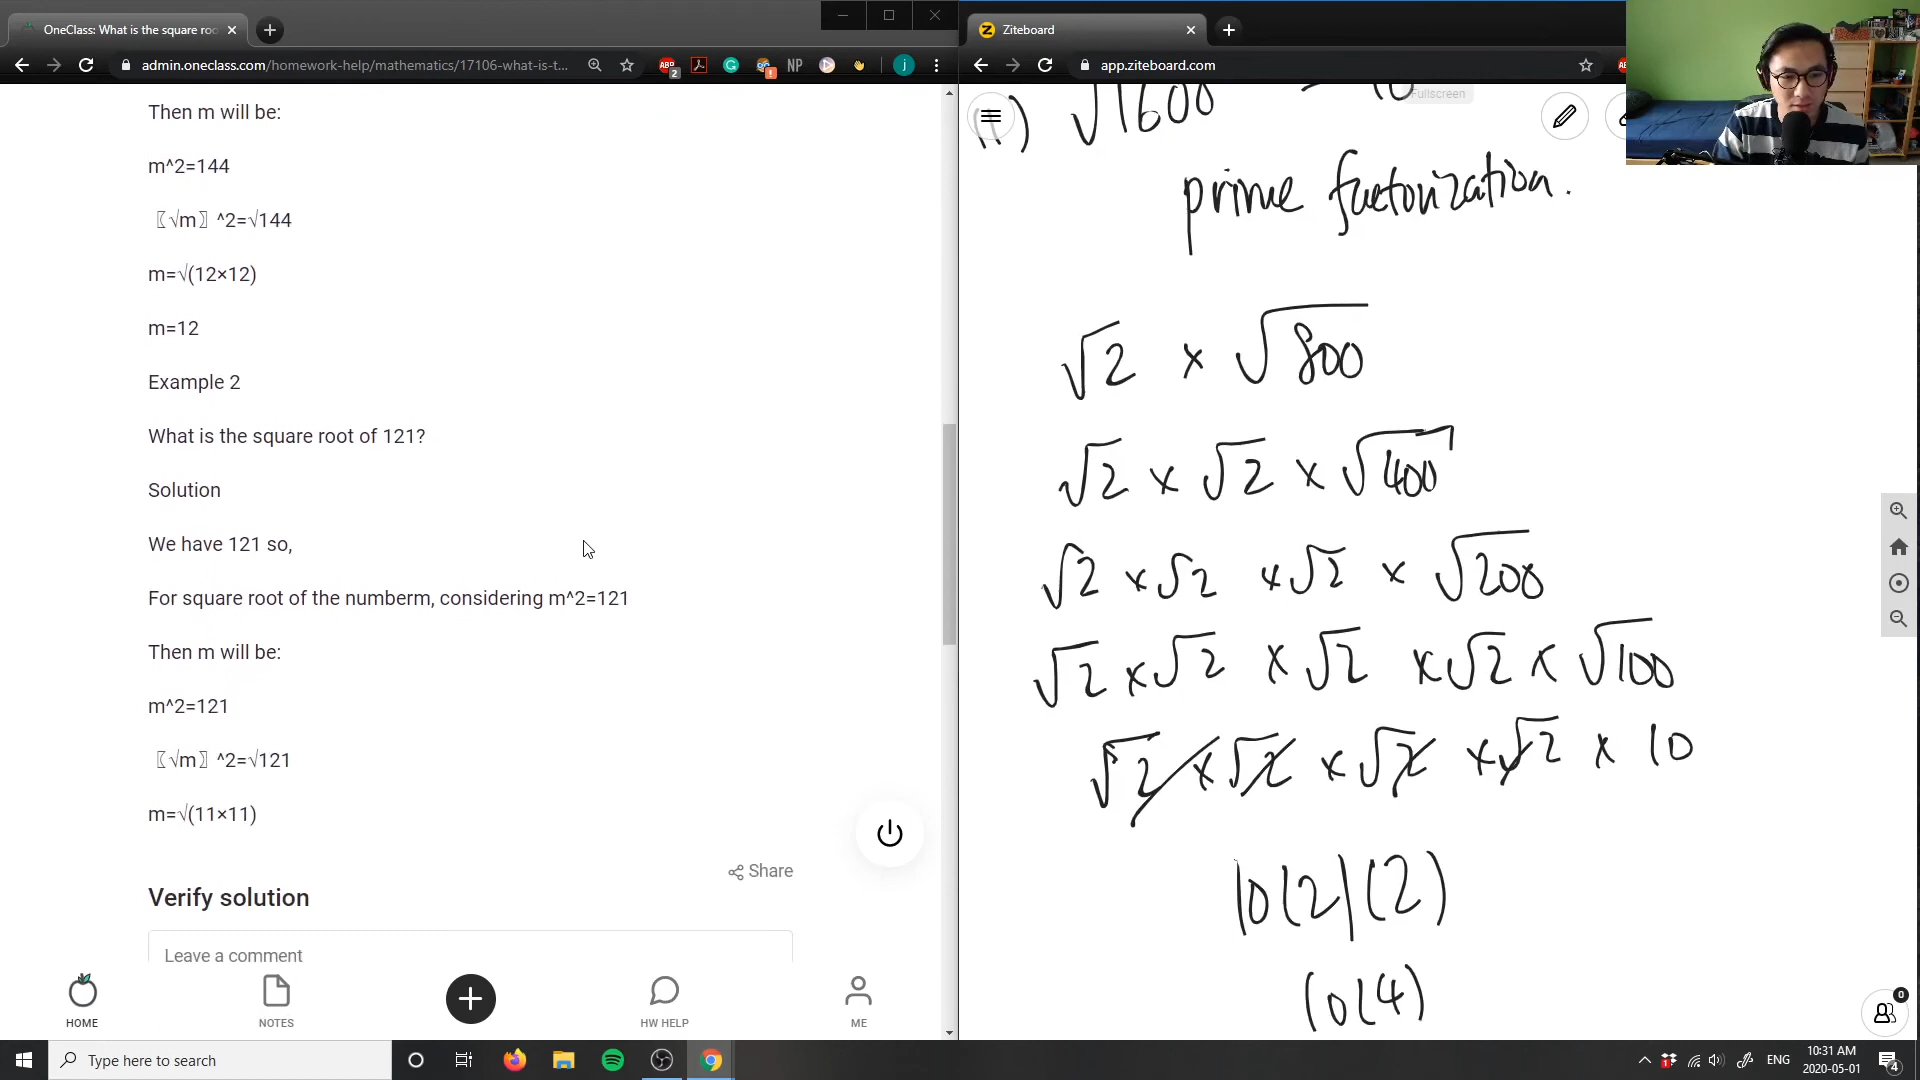 OneClass: What is the square roo
Ziteboard
admin.oneclass.com/homework-help/mathematics/17106-what-is-t...
app.ziteboard.com
Then m will be:
m^2=144
〖√m〗^2=√144
m=√(12×12)
m=12
Example 2
What is the square root of 121?
Solution
We have 121 so,
For square root of the numberm, considering m^2=121
Then m will be:
m^2=121
〖√m〗^2=√121
m=√(11×11)
Share
Verify solution
Leave a comment
HOME
NOTES
HW HELP
ME
Fullscreen
√1600
prime factorization.
√2 × √800
√2 × √2 × √400
√2 × √2 × √2 × √200
√2 × √2 × √2 × √2 × √100
√2 × √2 × √2 × √2 × 10
10(2)(2)
10(4)
0
Type here to search
ENG
10:31 AM
2020-05-01
4